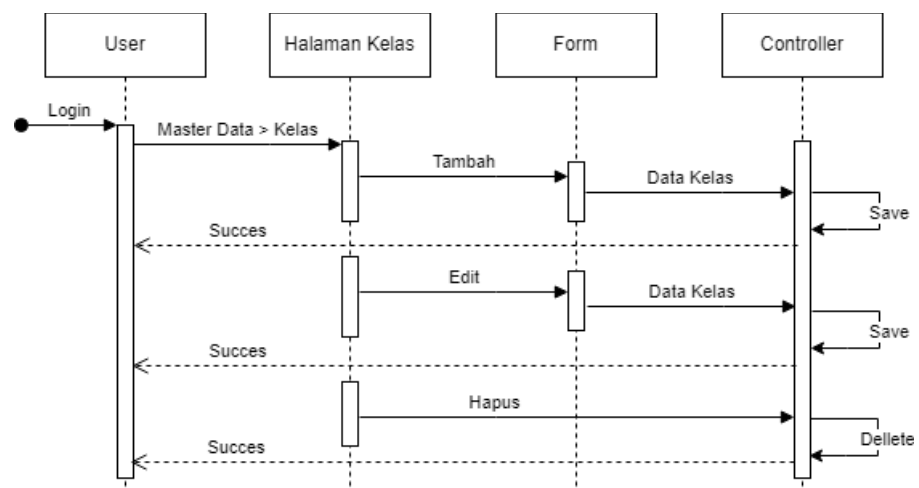 User
Halaman Kelas
Form
Controller
Login
Master Data > Kelas
Tambah
Data Kelas
Save
Succes
Edit
Data Kelas
Save
Succes
Hapus
Dellete
Succes